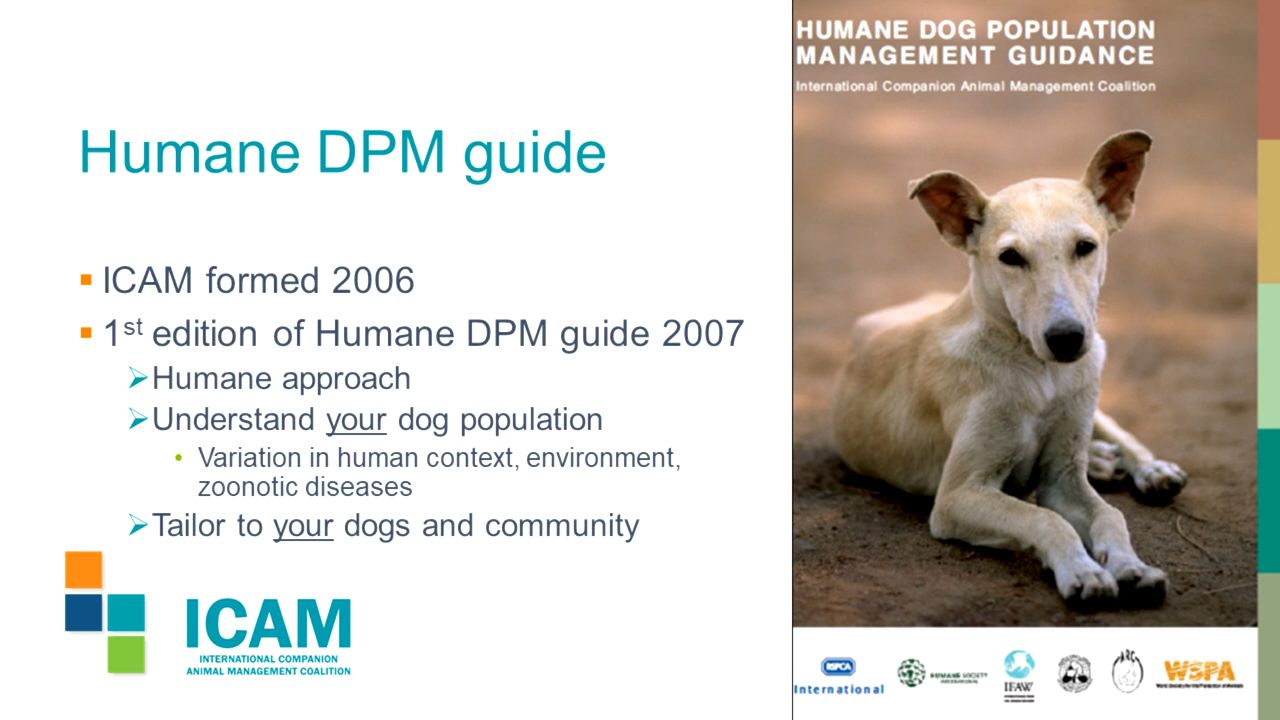 Humane DPM guide
ICAM formed 2006
1st edition of Humane DPM guide 2007
Humane approach
Understand your dog population
Variation in human context, environment,
zoonotic diseases
Tailor to your dogs and community
ICAM
INTERNATIONAL COMPANION
ANIMAL MANAGEMENT COALITION
HUMANE DOG POPULATION
MANAGEMENT GUIDANCE
International Companion Animal Management Coalition
RSPCA
International
HUMANE SOCIETY
INTERNATIONAL
IFAW
ARC
WSPA